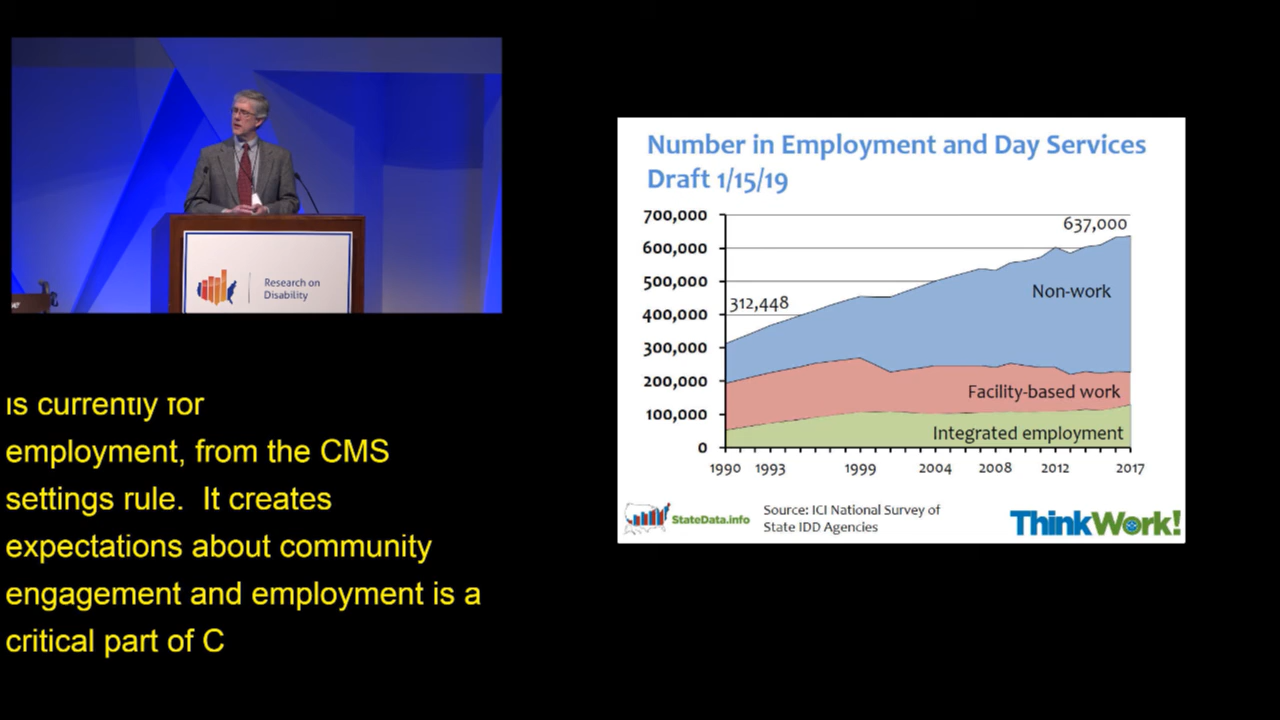 Research on
Disability
is currently for
employment, from the CMS
settings rule. It creates
expectations about community
engagement and employment is a
critical part of C
Number in Employment and Day Services
Draft 1/15/19
700,000
600,000
500,000
400,000
300,000
200,000
100,000
0
637,000
312,448
Non-work
Facility-based work
Integrated employment
1990 1993 1999 2004 2008 2012 2017
StateData.info
Source: ICI National Survey of
State IDD Agencies
ThinkWork!